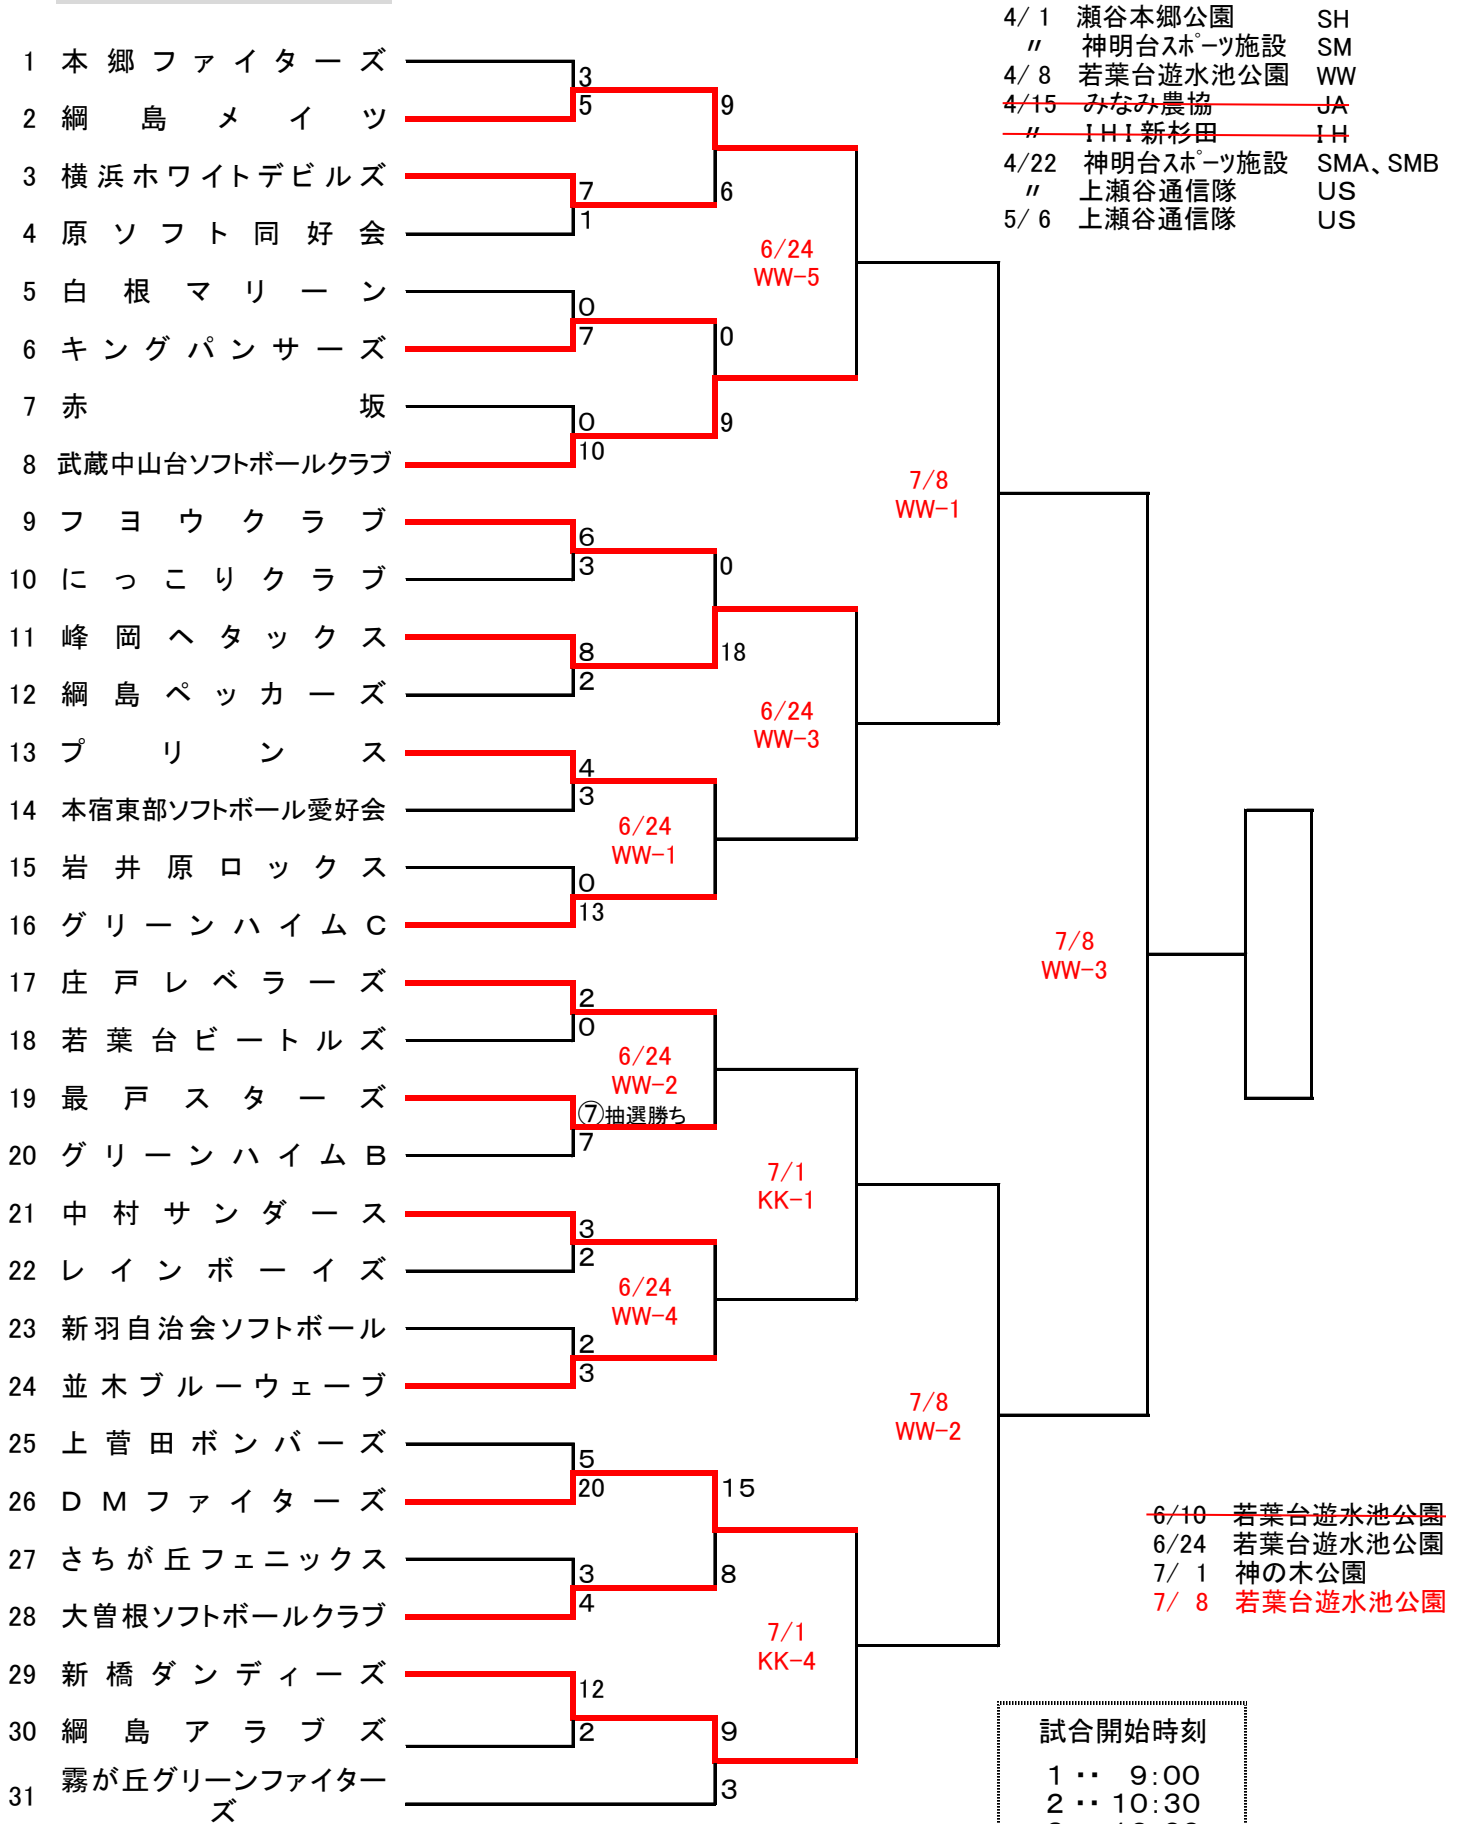 4/ 1 瀬谷本郷公園 SH
〃 神明台スポーツ施設 SM
4/ 8 若葉台遊水池公園 WW
4/15 みなみ農協 JA
〃 IHI新杉田 IH
4/22 神明台スポーツ施設 SMA、SMB
〃 上瀬谷通信隊 US
5/ 6 上瀬谷通信隊 US
1 本郷ファイターズ
3
5
2 綱島メイツ
9
3 横浜ホワイトデビルズ
7
1
6
4 原ソフト同好会
6/24
WW-5
5 白根マリーン
0
7
6 キングパンサーズ
0
7 赤坂
0
10
9
8 武蔵中山台ソフトボールクラブ
7/8
WW-1
9 フヨウクラブ
6
3
10 にっこりクラブ
0
11 峰岡ヘタックス
8
2
18
12 綱島ペッカーズ
6/24
WW-3
13 プリンス
4
3
14 本宿東部ソフトボール愛好会
6/24
WW-1
15 岩井原ロックス
0
13
16 グリーンハイムC
7/8
WW-3
17 庄戸レベラーズ
2
0
18 若葉台ビートルズ
6/24
WW-2
19 最戸スターズ
⑦抽選勝ち
7
20 グリーンハイムB
7/1
KK-1
21 中村サンダース
3
2
22 レインボーイズ
6/24
WW-4
23 新羽自治会ソフトボール
2
3
24 並木ブルーウェーブ
7/8
WW-2
25 上菅田ボンバーズ
5
20
15
26 DMファイターズ
27 さちが丘フェニックス
3
4
8
28 大曽根ソフトボールクラブ
7/1
KK-4
29 新橋ダンディーズ
12
2
30 綱島アラブズ
9
3
31 霧が丘グリーンファイター
ズ
6/10 若葉台遊水池公園
6/24 若葉台遊水池公園
7/ 1 神の木公園
7/ 8 若葉台遊水池公園
試合開始時刻
1 ‥ 9:00
2 ‥ 10:30